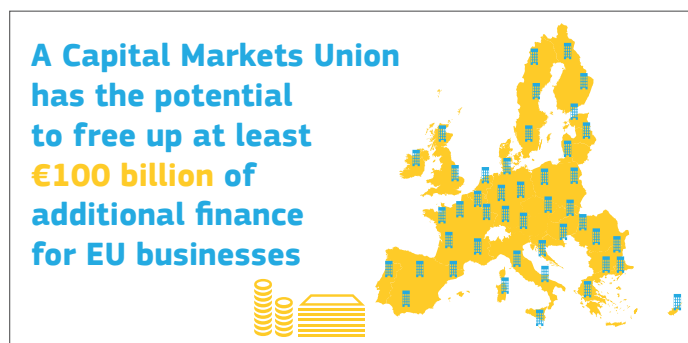 A Capital Markets Union
has the potential
to free up at least
€100 billion of
additional finance
for EU businesses